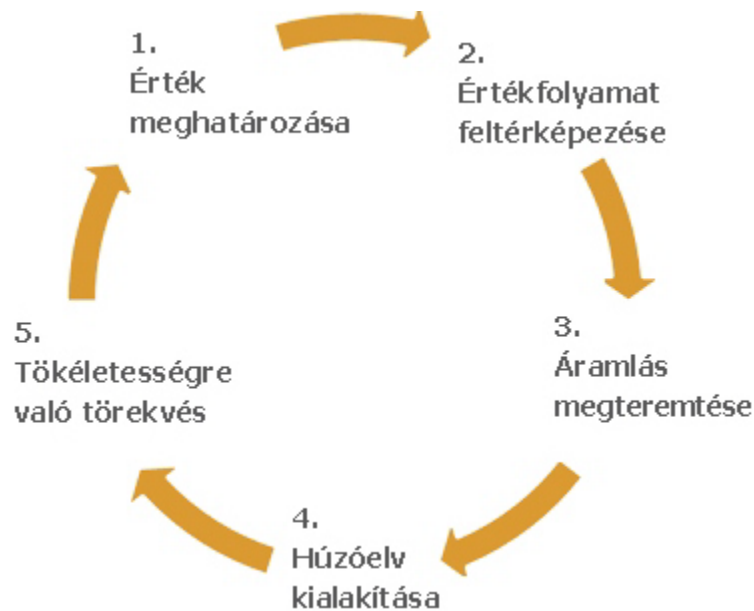 1.
Érték
meghatározása
2.
Értékfolyamat
feltérképezése
3.
Áramlás
megteremtése
4.
Húzóelv
kialakítása
5.
Tökéletességre
való törekvés